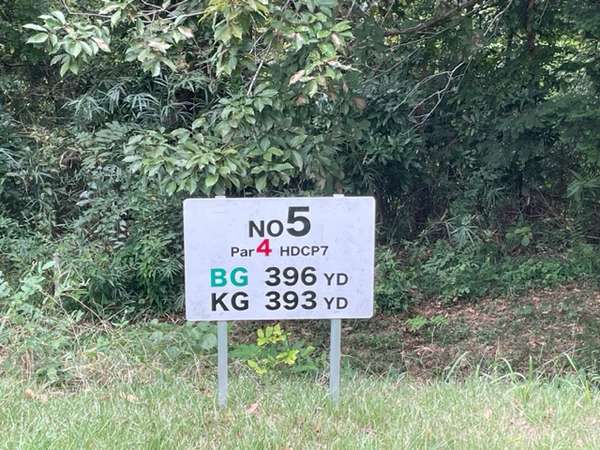 NO5
Par4 HDCP7
BG 396 YD
KG 393 YD